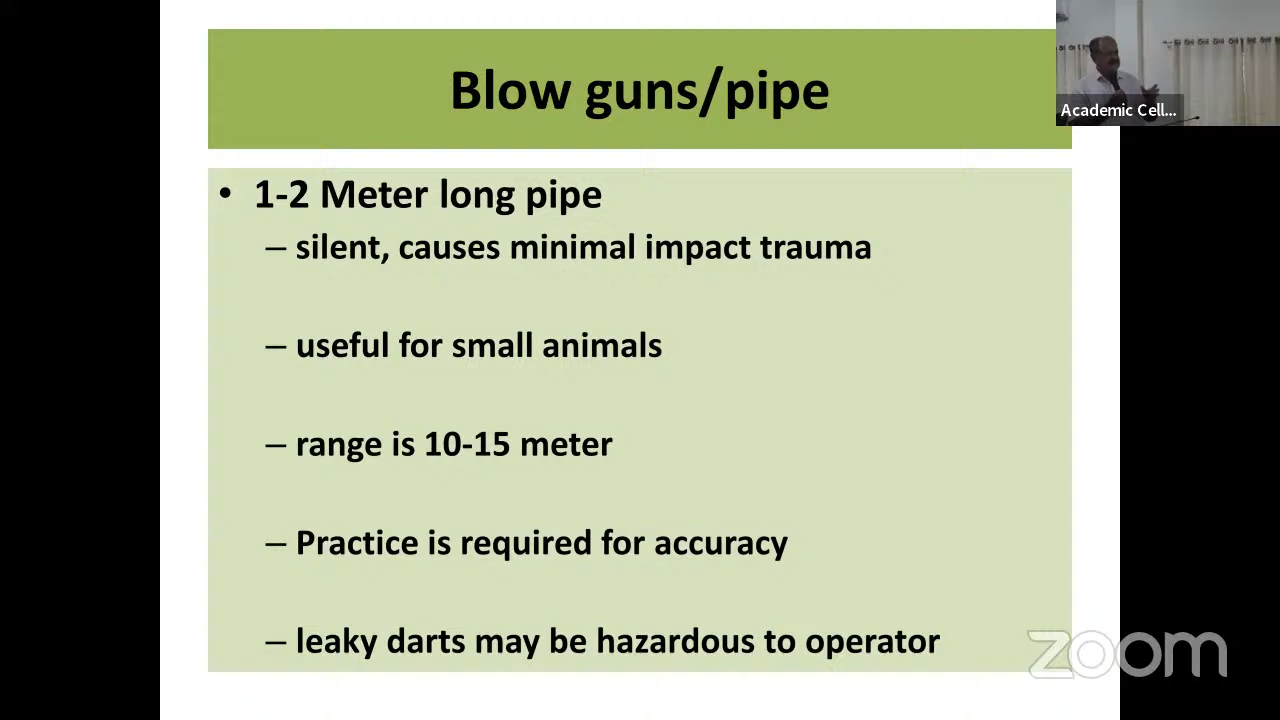 Blow guns/pipe
Academic Cell...
• 1-2 Meter long pipe
– silent, causes minimal impact trauma
– useful for small animals
– range is 10-15 meter
– Practice is required for accuracy
– leaky darts may be hazardous to operator
zoom